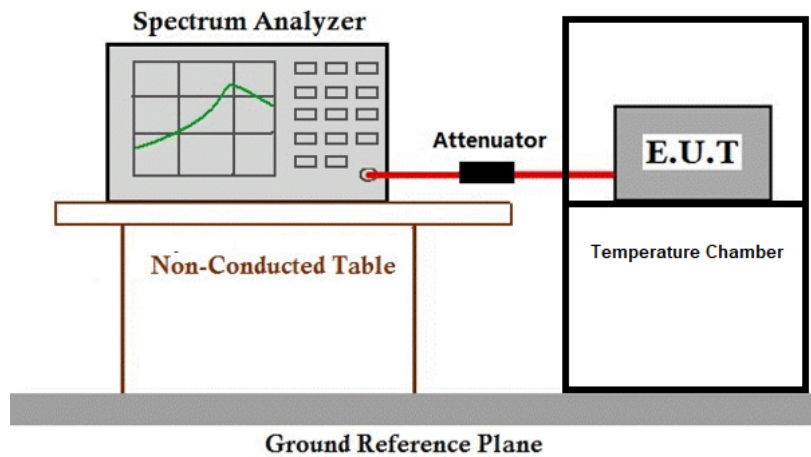 Spectrum Analyzer
Attenuator
E.U.T
Non-Conducted Table
Temperature Chamber
Ground Reference Plane